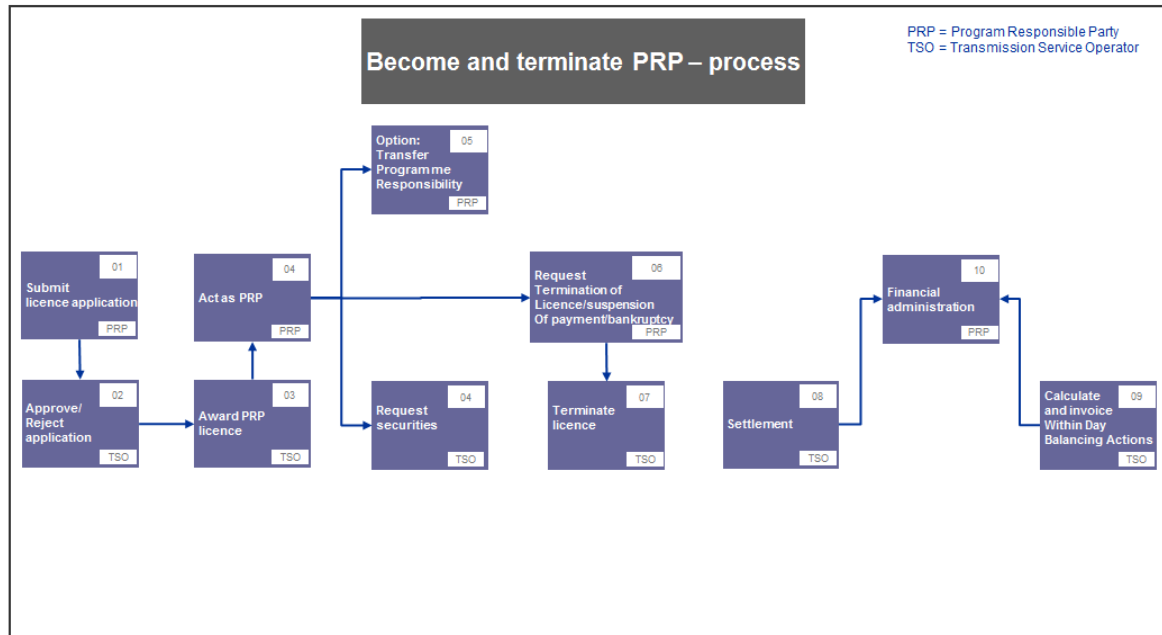 PRP = Program Responsible Party
TSO = Transmission Service Operator
Become and terminate PRP – process
05
Option:
Transfer
Programme
Responsibility
PRP
01
Submit
licence application
PRP
04
Act as PRP
PRP
06
Request
Termination of
Licence/suspension
Of payment/bankruptcy
PRP
10
Financial
administration
PRP
02
Approve/
Reject
application
TSO
03
Award PRP
licence
TSO
04
Request
securities
TSO
07
Terminate
licence
TSO
08
Settlement
TSO
09
Calculate
and invoice
Within Day
Balancing Actions
TSO